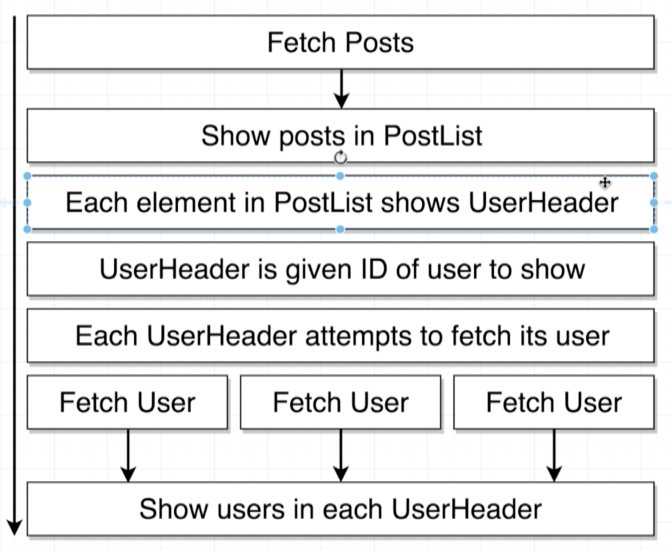 Fetch Posts
Show posts in PostList
Each element in PostList shows UserHeader
UserHeader is given ID of user to show
Each UserHeader attempts to fetch its user
Fetch User
Fetch User
Fetch User
Show users in each UserHeader